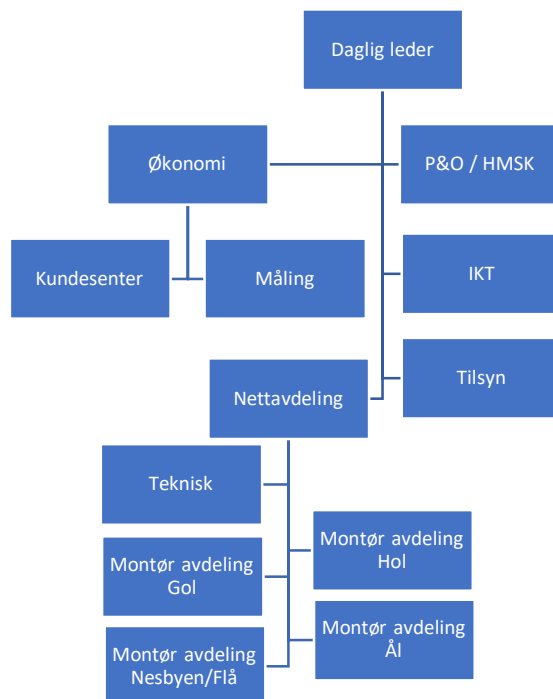 Daglig leder
Økonomi
P&O / HMSK
Kundesenter
Måling
IKT
Tilsyn
Nettavdeling
Teknisk
Montør avdeling
Hol
Montør avdeling
Gol
Montør avdeling
Ål
Montør avdeling
Nesbyen/Flå